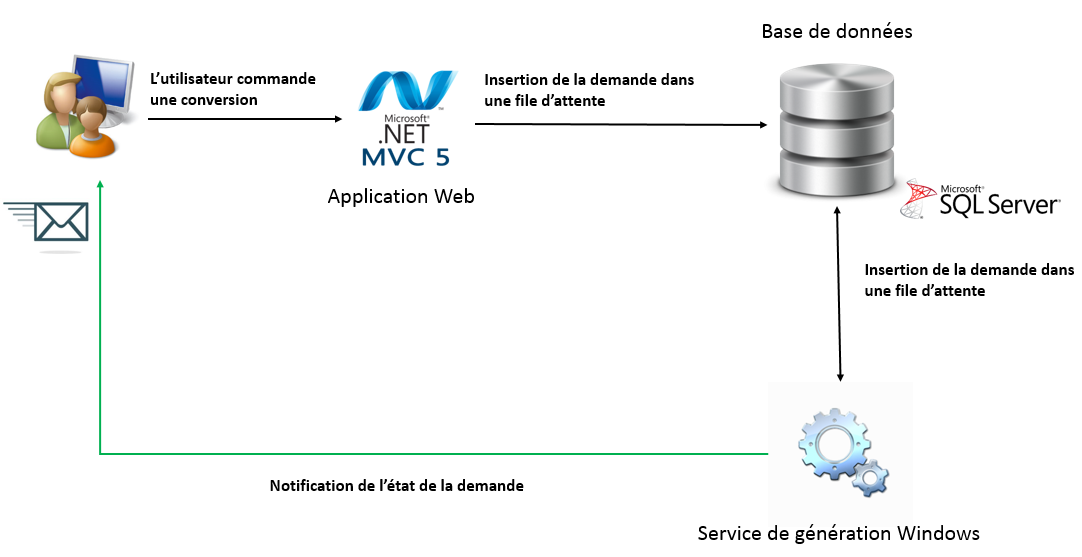 Base de données
L’utilisateur commande
une conversion
Insertion de la demande dans
une file d’attente
Microsoft®
.NET
MVC 5
Application Web
Microsoft®
SQL Server®
Insertion de la demande dans
une file d’attente
Notification de l’état de la demande
Service de génération Windows